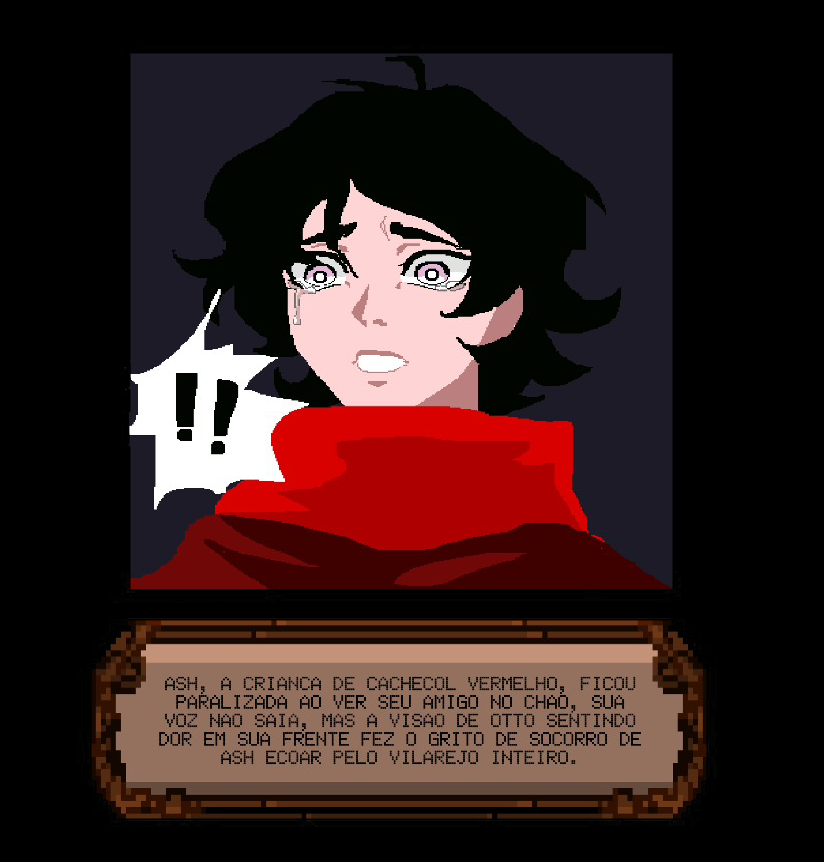 !!
ASH, A CRIANCA DE CACHECOL VERMELHO, FICOU
PARALIZADA AO VER SEU AMIGO NO CHAO, SUA
VOZ NAO SAIA, MAS A VISAO DE OTTO SENTINDO
DOR EM SUA FRENTE FEZ O GRITO DE SOCORRO DE
ASH ECOAR PELO VILAREJO INTEIRO.